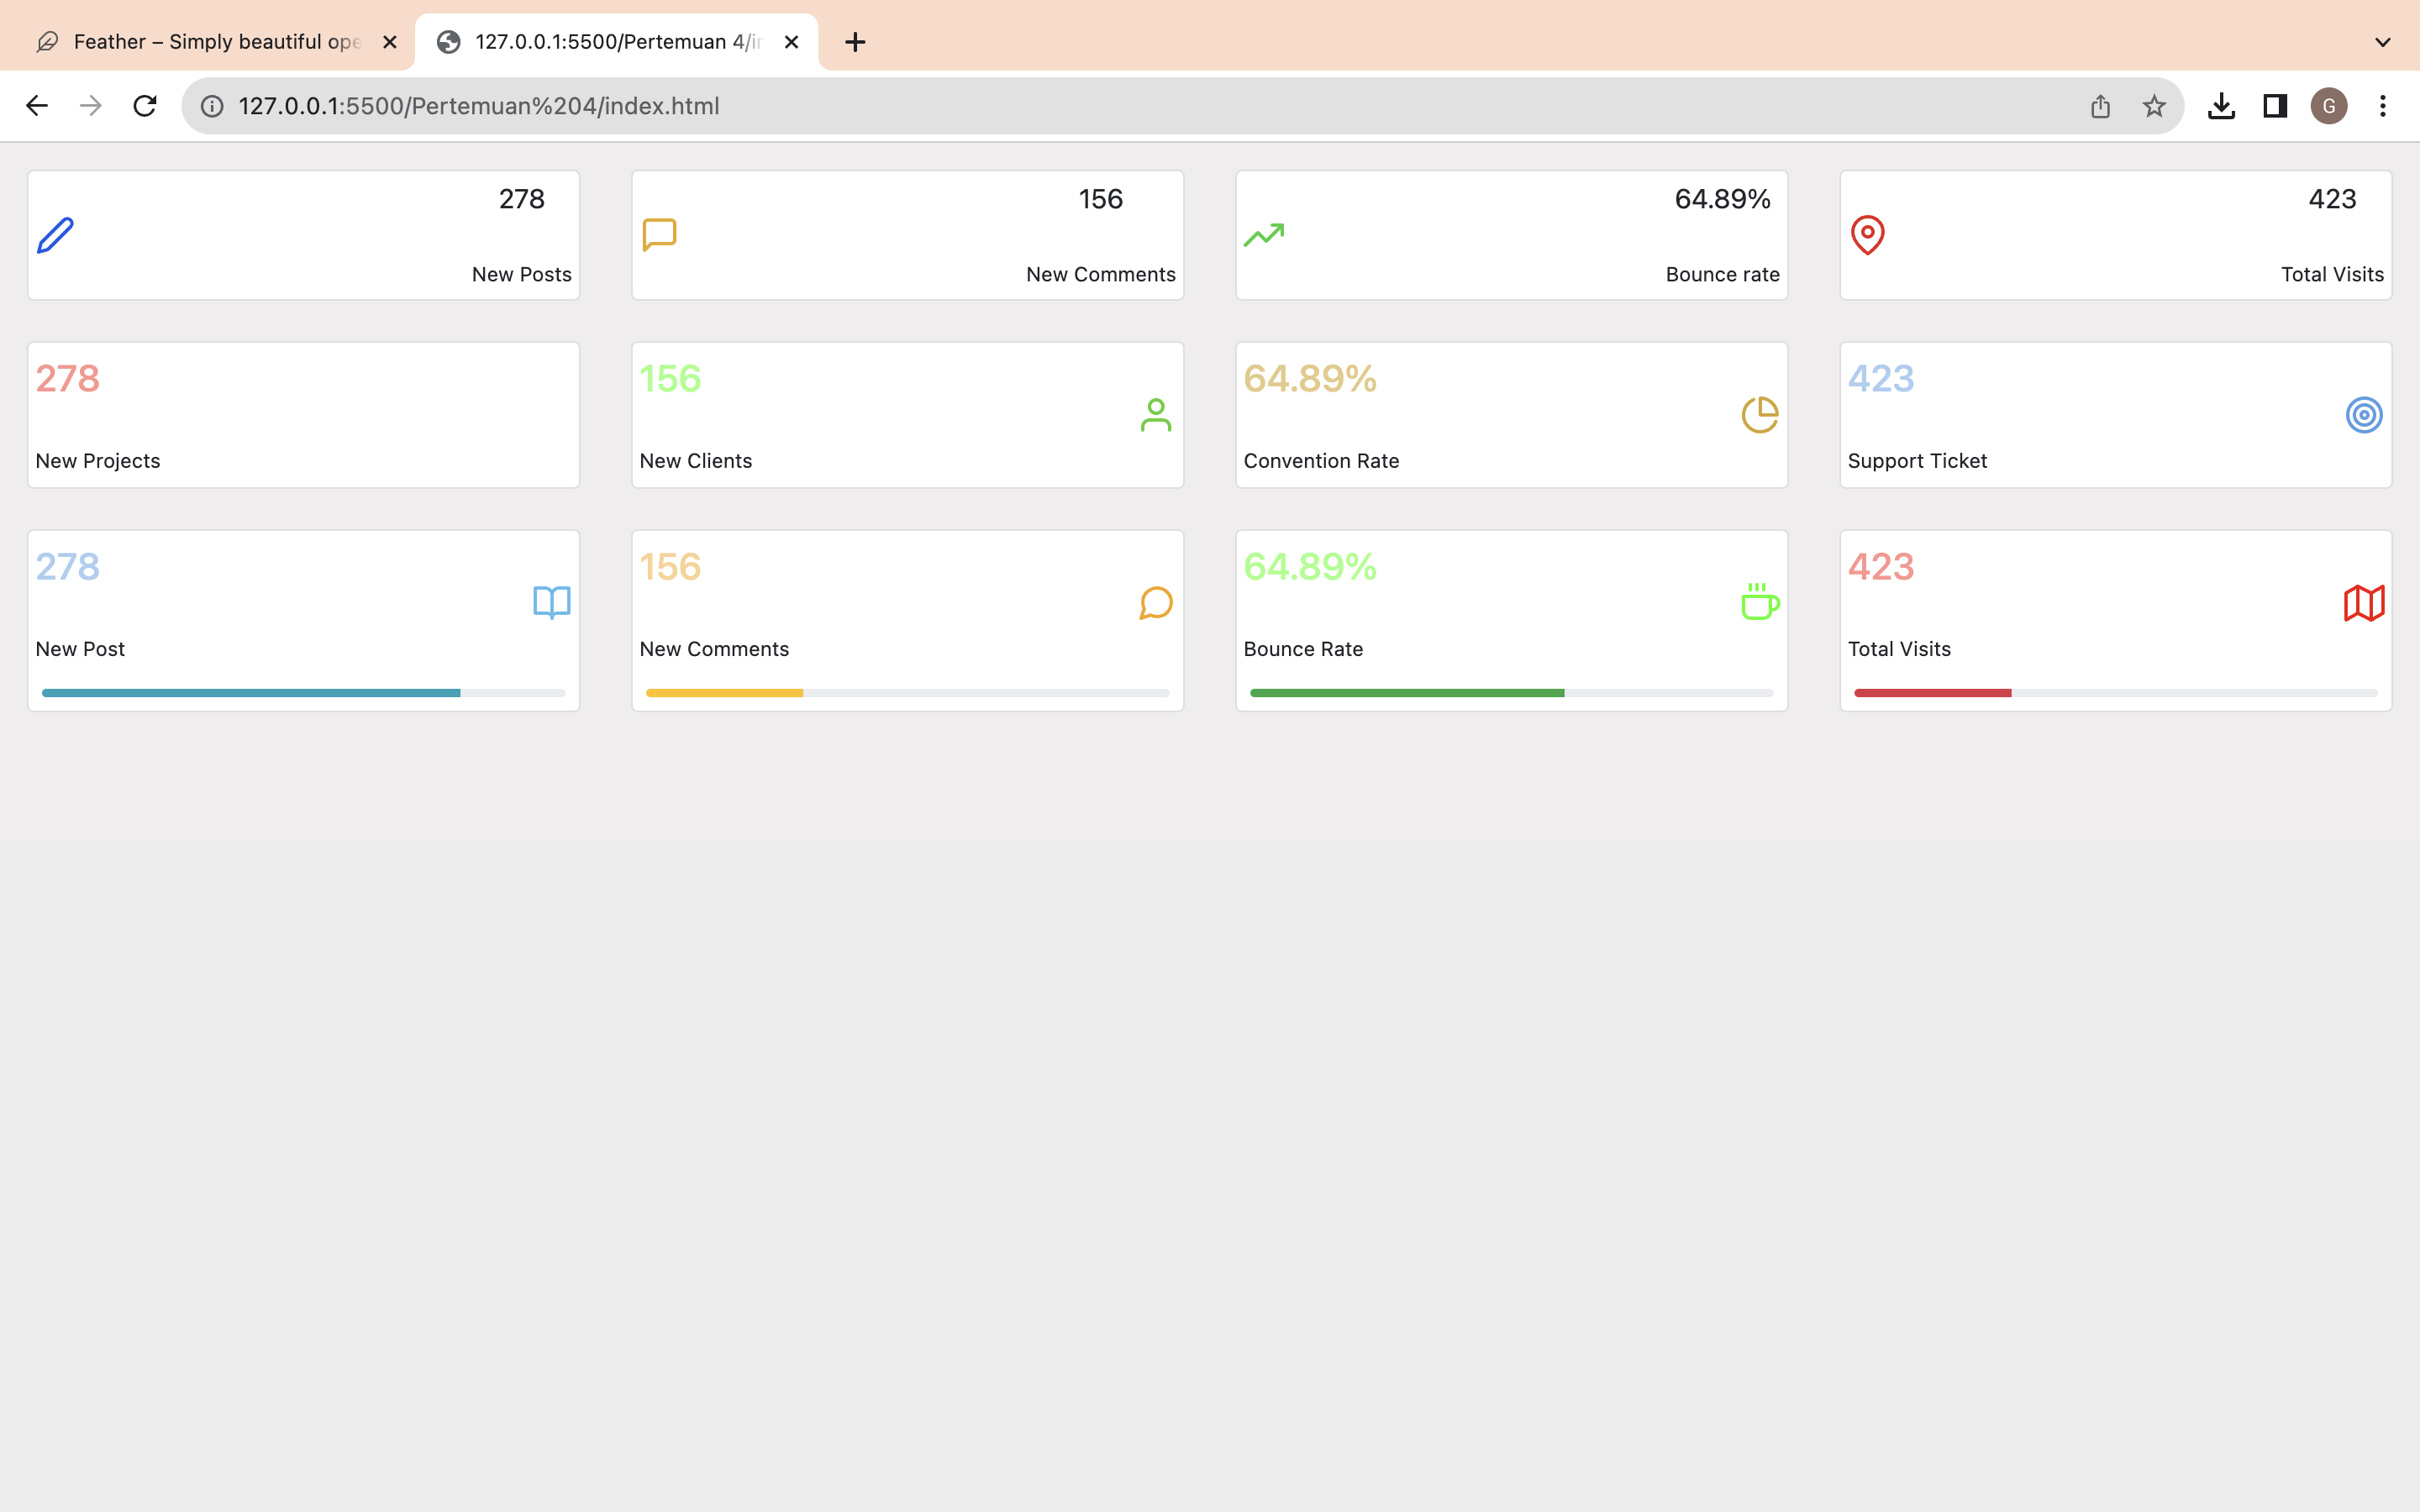 Feather – Simply beautiful ope
127.0.0.1:5500/Pertemuan 4/in
127.0.0.1:5500/Pertemuan%204/index.html
G
278
New Posts
156
New Comments
64.89%
Bounce rate
423
Total Visits
278
New Projects
156
New Clients
64.89%
Convention Rate
423
Support Ticket
278
New Post
156
New Comments
64.89%
Bounce Rate
423
Total Visits